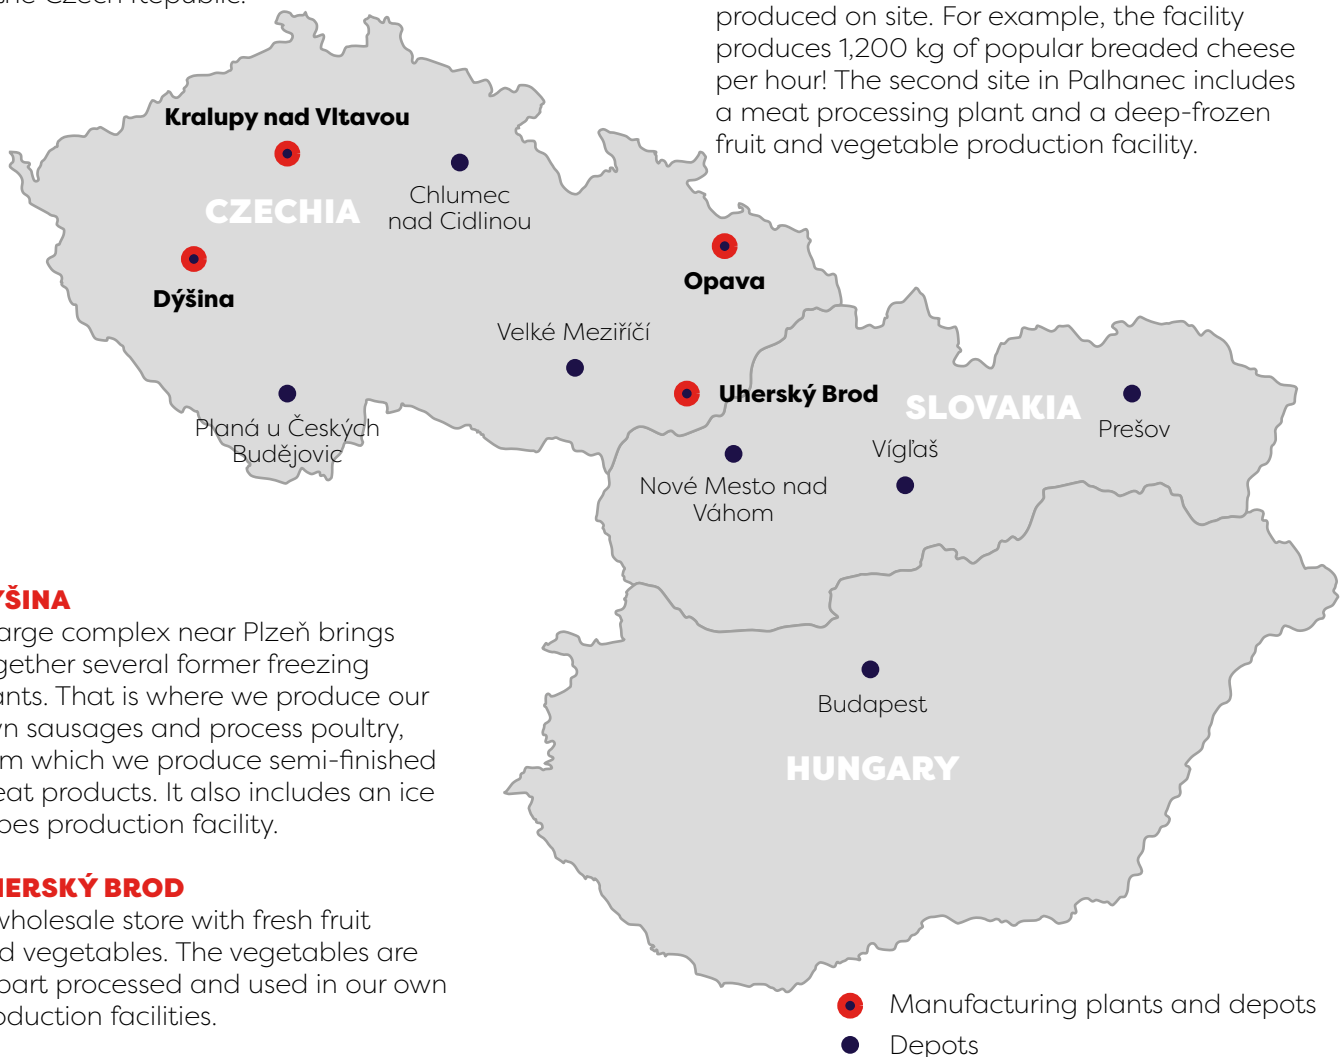 the Czech Republic.
produced on site. For example, the facility
produces 1,200 kg of popular breaded cheese
per hour! The second site in Palhanec includes
a meat processing plant and a deep-frozen
fruit and vegetable production facility.
Kralupy nad Vltavou
Chlumec
nad Cidlinou
CZECHIA
Opava
Dýšina
Velké Meziříčí
Uherský Brod
SLOVAKIA
Planá u Českých
Budějovic
Prešov
Vígľaš
Nové Mesto nad
Váhom
ÝŠINA
arge complex near Plzeň brings
gether several former freezing
ants. That is where we produce our
n sausages and process poultry,
m which we produce semi-finished
eat products. It also includes an ice
bes production facility.
Budapest
HUNGARY
HERSKÝ BROD
wholesale store with fresh fruit
d vegetables. The vegetables are
part processed and used in our own
oduction facilities.
Manufacturing plants and depots
Depots